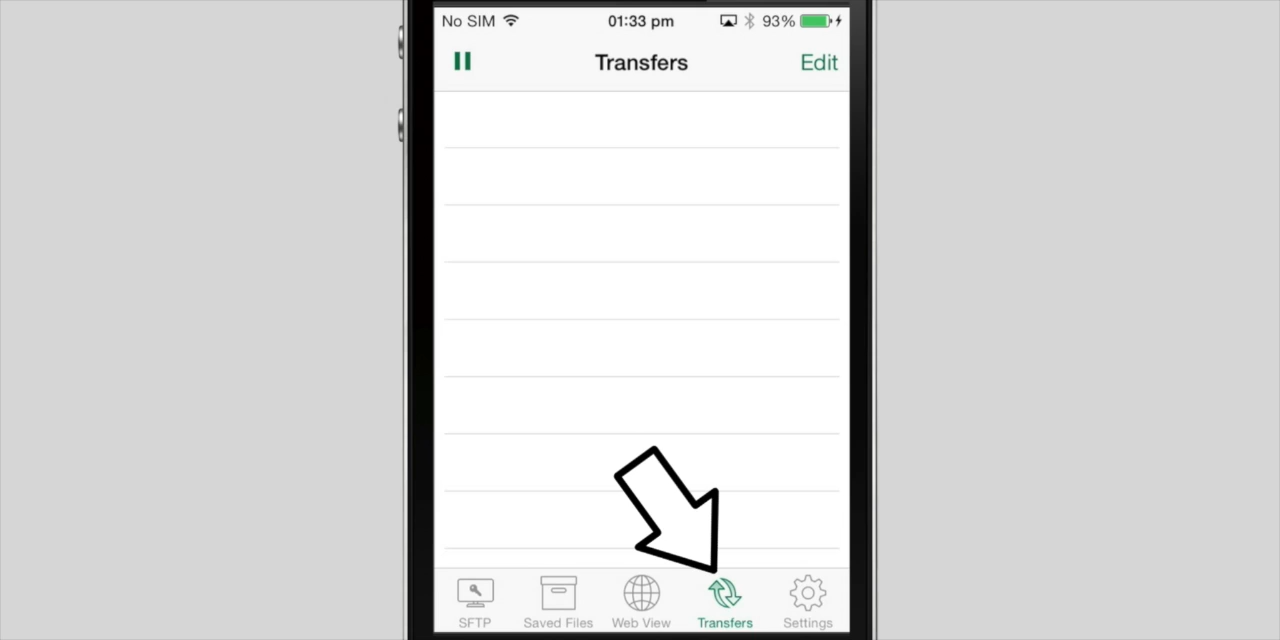 No SIM 01:33 pm 93%
Transfers Edit
SFTP Saved Files Web View Transfers Settings